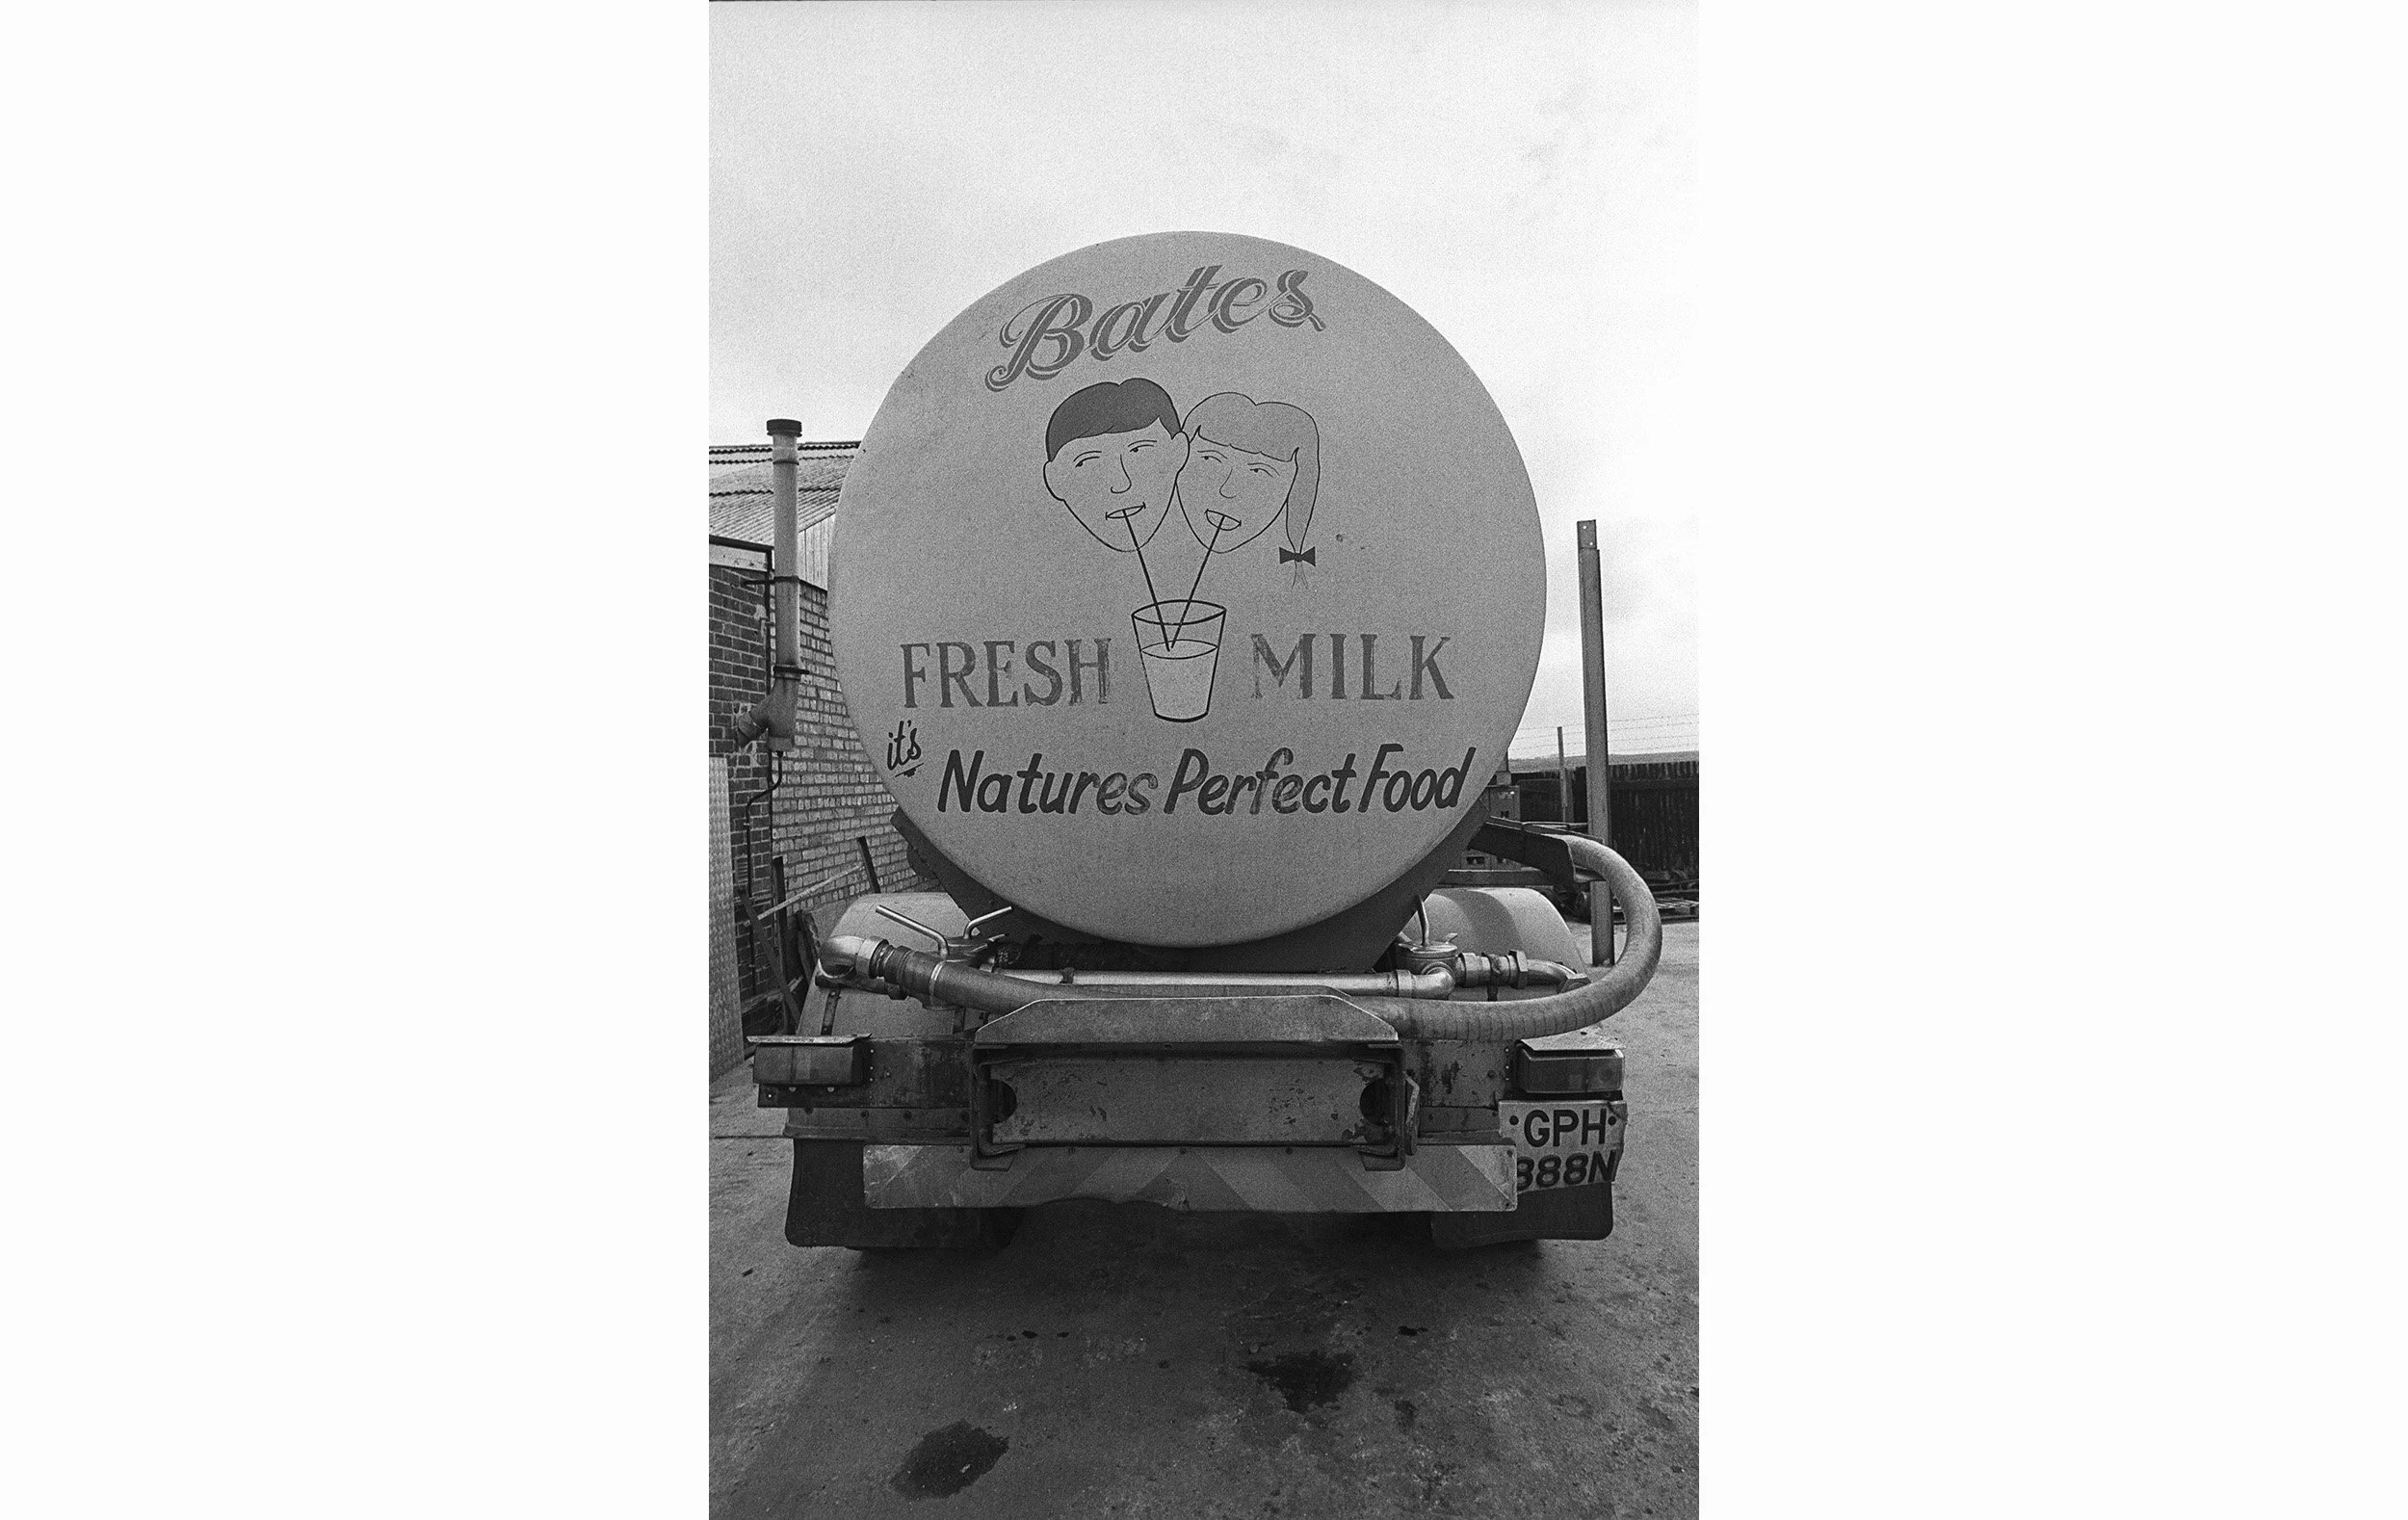 Bates
FRESH MILK
it's
Natures Perfect Food
GPH
888N